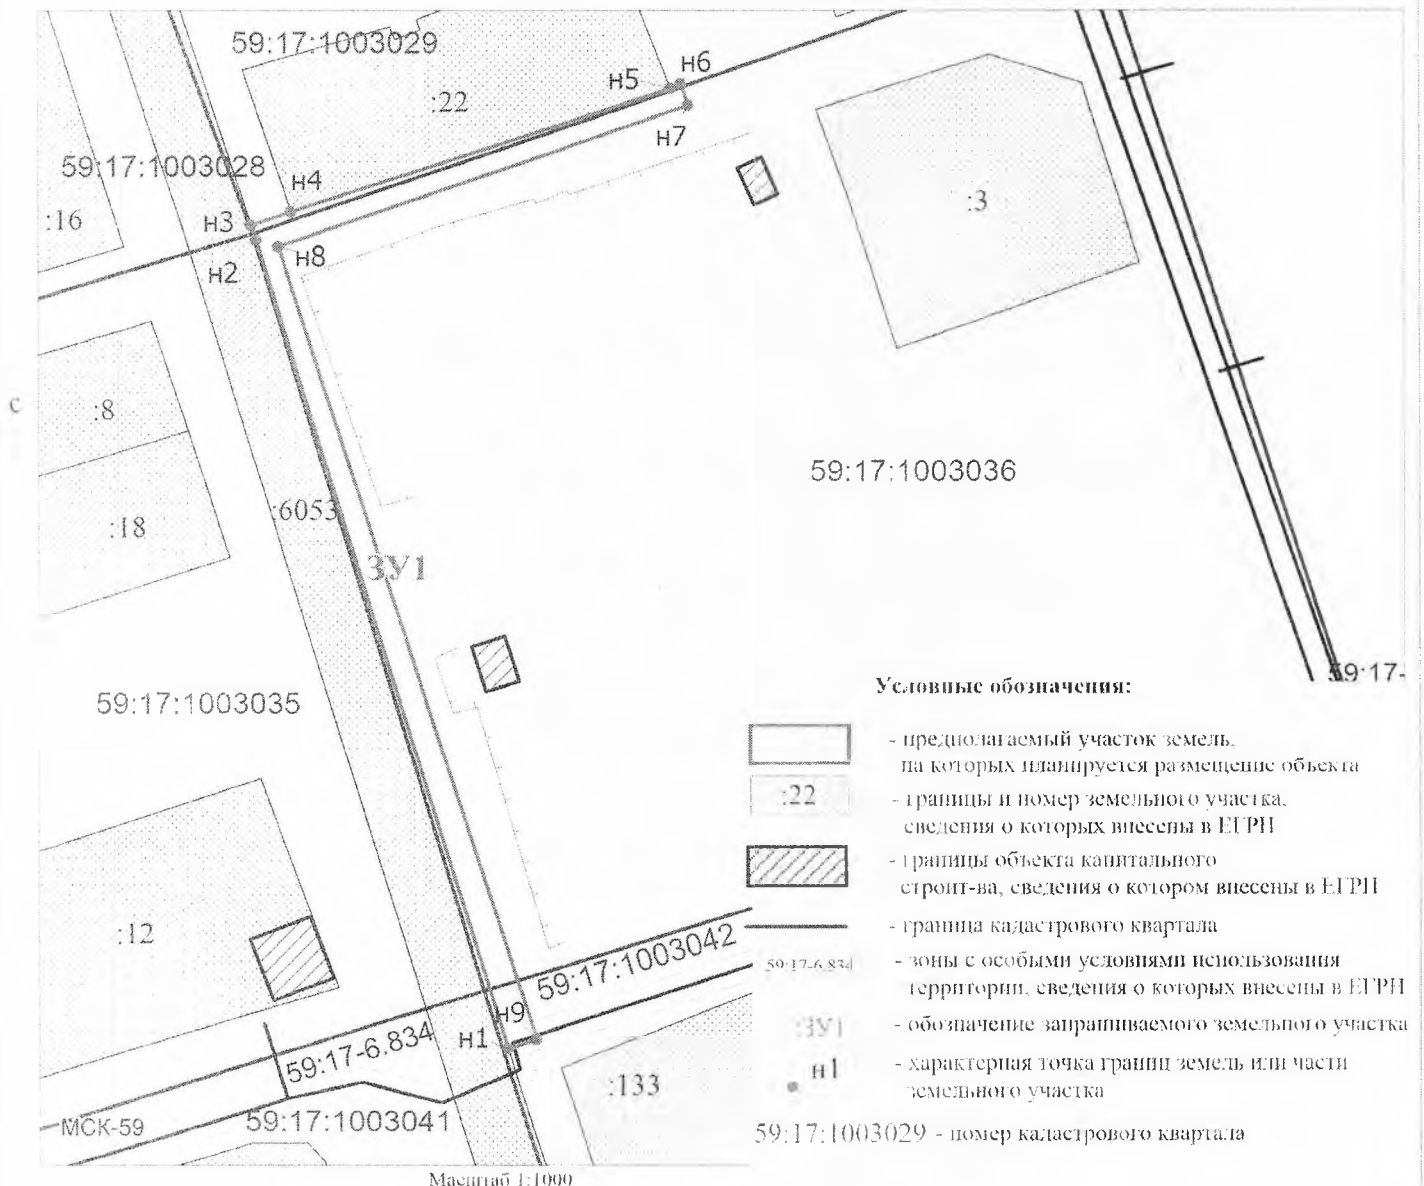 59:17:1003029
н6
н5
:22
н7
59:17:1003028
н4
:3
:16
н3
н8
н2
:8
с
59:17:1003036
:6053
:18
ЗУ1
59:17-
Условные обозначения:
59:17:1003035
- предполагаемый участок земель,
на которых планируется размещение объекта
:22
- границы и номер земельного участка,
сведения о которых внесены в ЕГРН
- границы объекта капитального
строит-ва, сведения о котором внесены в ЕГРН
:12
- граница кадастрового квартала
59:17:1003042
59:17-6.834
- зоны с особыми условиями использования
территории, сведения о которых внесены в ЕГРН
н9
:ЗУ1
- обозначение запрашиваемого земельного участка
н1
59:17-6.834
н1
- характерная точка границ земель или части
земельного участка
:133
МСК-59
59:17:1003041
59:17:1003029 - номер кадастрового квартала
Масштаб 1:1000